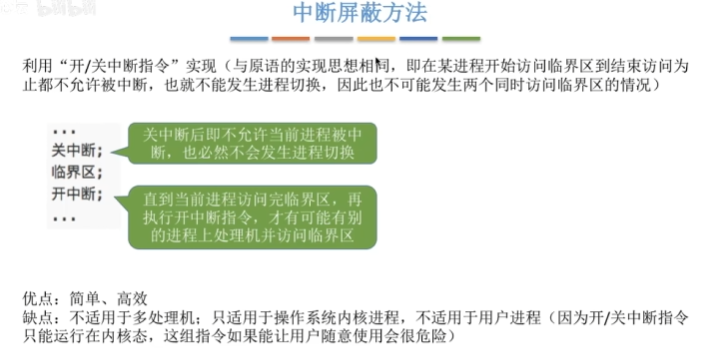 中断屏蔽方法
利用“开/关中断指令”实现（与原语的实现思想相同，即在某进程开始访问临界区到结束访问为
止都不允许被中断，也就不能发生进程切换，因此也不可能发生两个同时访问临界区的情况）
...
关中断;
临界区;
开中断;
...
关中断后即不允许当前进程被中
断，也必然不会发生进程切换
直到当前进程访问完临界区，再
执行开中断指令，才有可能有别
的进程上处理机并访问临界区
优点：简单、高效
缺点：不适用于多处理机；只适用于操作系统内核进程，不适用于用户进程（因为开/关中断指令
只能运行在内核态，这组指令如果能让用户随意使用会很危险）